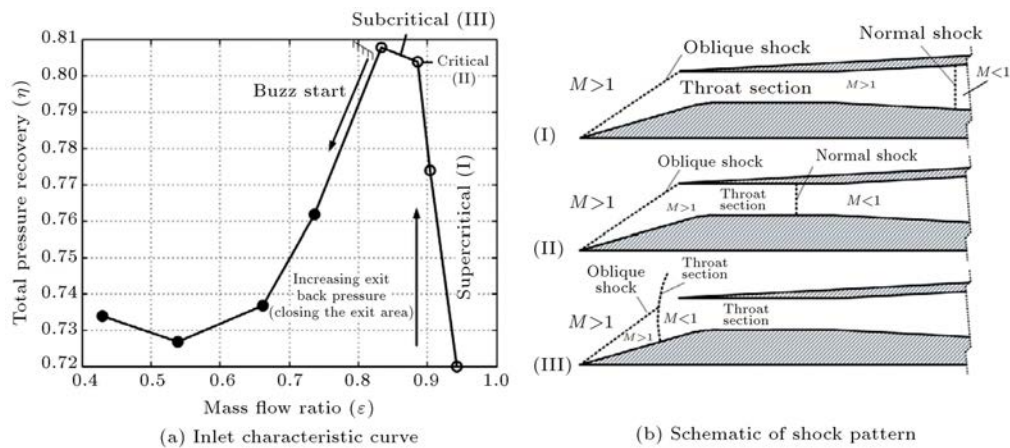 Subcritical (III)
Total pressure recovery (η)
0.81
0.80
0.79
0.78
0.77
0.76
0.75
0.74
0.73
0.72
Buzz start
Critical
(II)
Supercritical (I)
Increasing exit
back pressure
(closing the exit area)
0.4
0.5
0.6
0.7
0.8
0.9
1.0
Mass flow ratio (ε)
(a) Inlet characteristic curve
Oblique shock
Normal shock
M>1
M>1
M<1
Throat section
(I)
Oblique shock
Normal shock
M>1
M>1
Throat
section
M<1
(II)
Oblique
shock
Throat
section
M>1
M>1
M<1
Throat
section
(III)
(b) Schematic of shock pattern